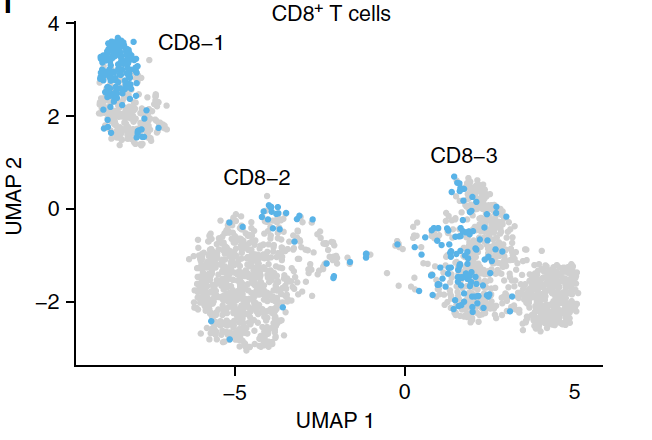 CD8⁺ T cells
4
CD8–1
2
CD8–3
CD8–2
0
–2
UMAP 2
–5
0
5
UMAP 1